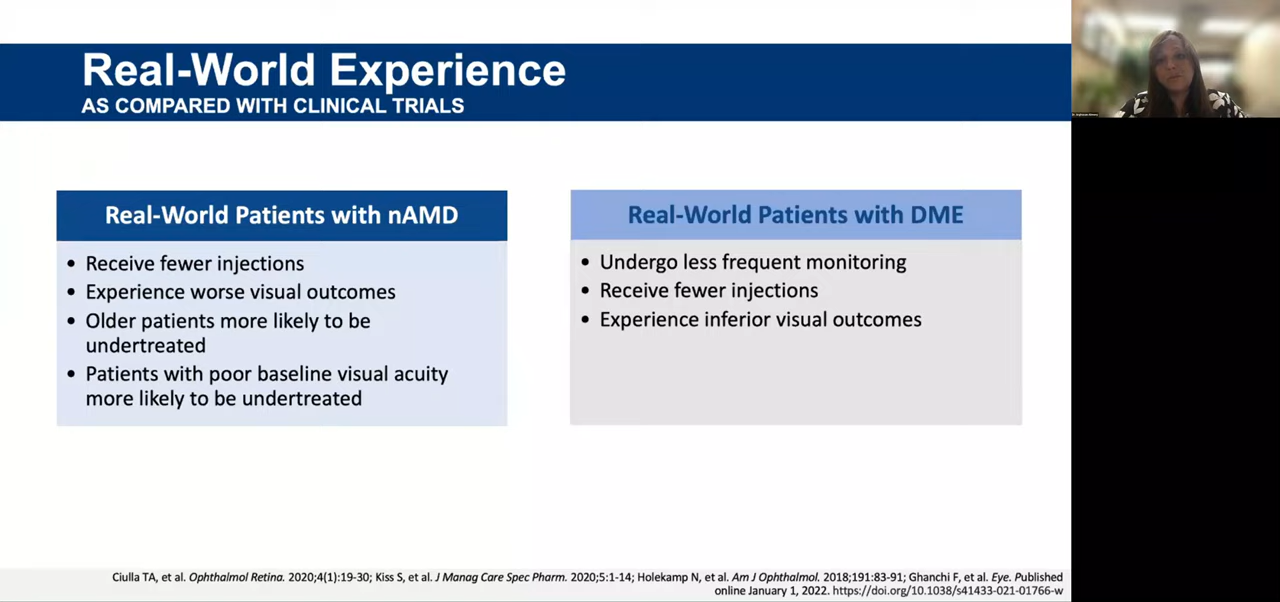 Real-World Experience
AS COMPARED WITH CLINICAL TRIALS
Real-World Patients with nAMD
• Receive fewer injections
• Experience worse visual outcomes
• Older patients more likely to be
undertreated
• Patients with poor baseline visual acuity
more likely to be undertreated
Real-World Patients with DME
• Undergo less frequent monitoring
• Receive fewer injections
• Experience inferior visual outcomes
Ciulla TA, et al. Ophthalmol Retina. 2020;4(1):19-30; Kiss S, et al. J Manag Care Spec Pharm. 2020;5:1-14; Holekamp N, et al. Am J Ophthalmol. 2018;191:83-91; Ghanchi F, et al. Eye. Published
online January 1, 2022. https://doi.org/10.1038/s41433-021-01766-w